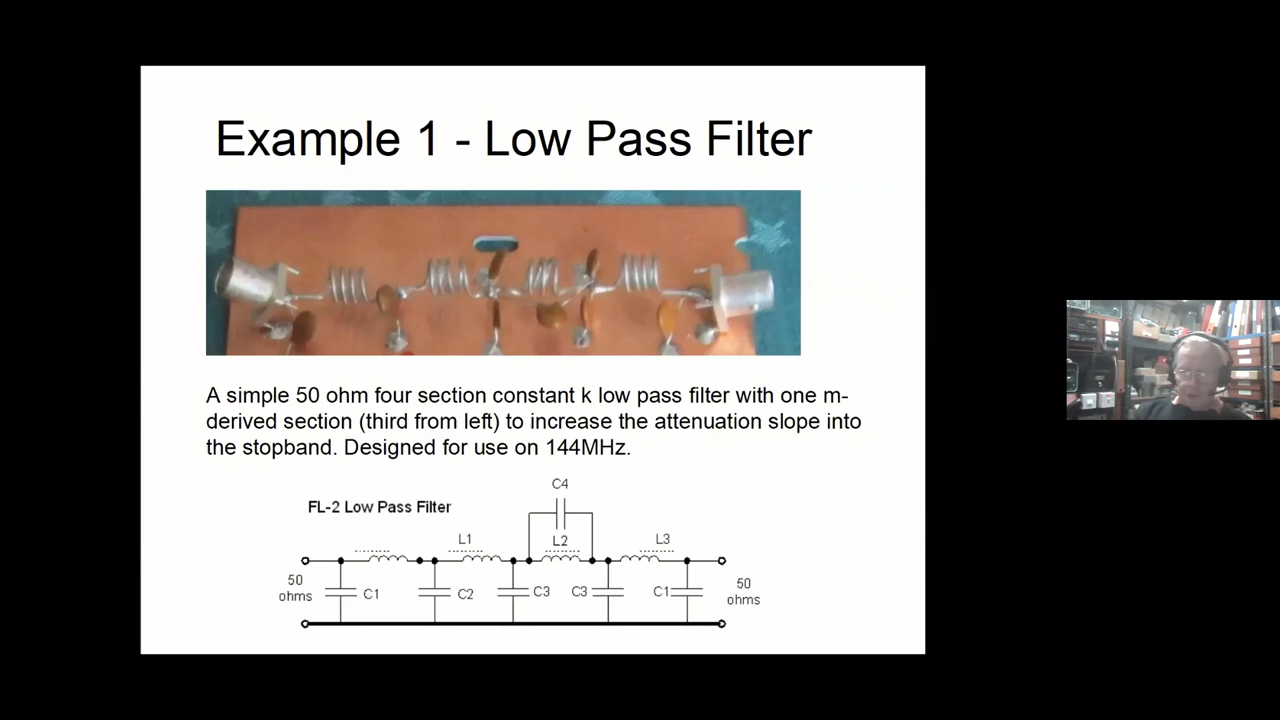 Example 1 - Low Pass Filter
A simple 50 ohm four section constant k low pass filter with one m-
derived section (third from left) to increase the attenuation slope into
the stopband. Designed for use on 144MHz.
C4
FL-2 Low Pass Filter
L1
L2
L3
50
ohms
C1
C2
C3
C3
C1
50
ohms